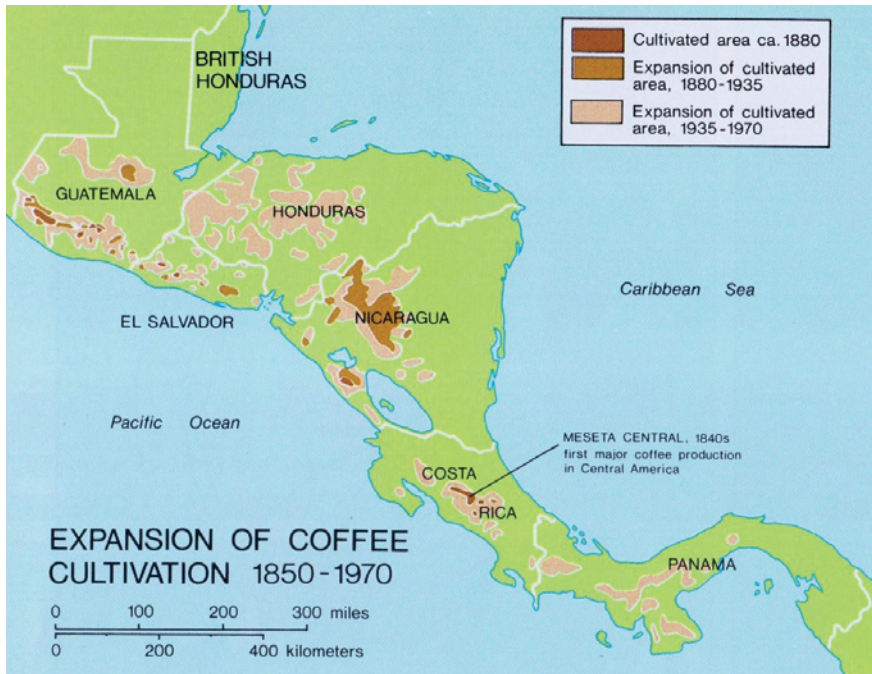 BRITISH
HONDURAS
Cultivated area ca. 1880
Expansion of cultivated
area, 1880-1935
Expansion of cultivated
area, 1935-1970
GUATEMALA
HONDURAS
EL SALVADOR
NICARAGUA
Caribbean Sea
Pacific Ocean
MESETA CENTRAL, 1840s
first major coffee production
in Central America
COSTA
RICA
PANAMA
EXPANSION OF COFFEE
CULTIVATION 1850-1970
0 100 200 300 miles
0 200 400 kilometers